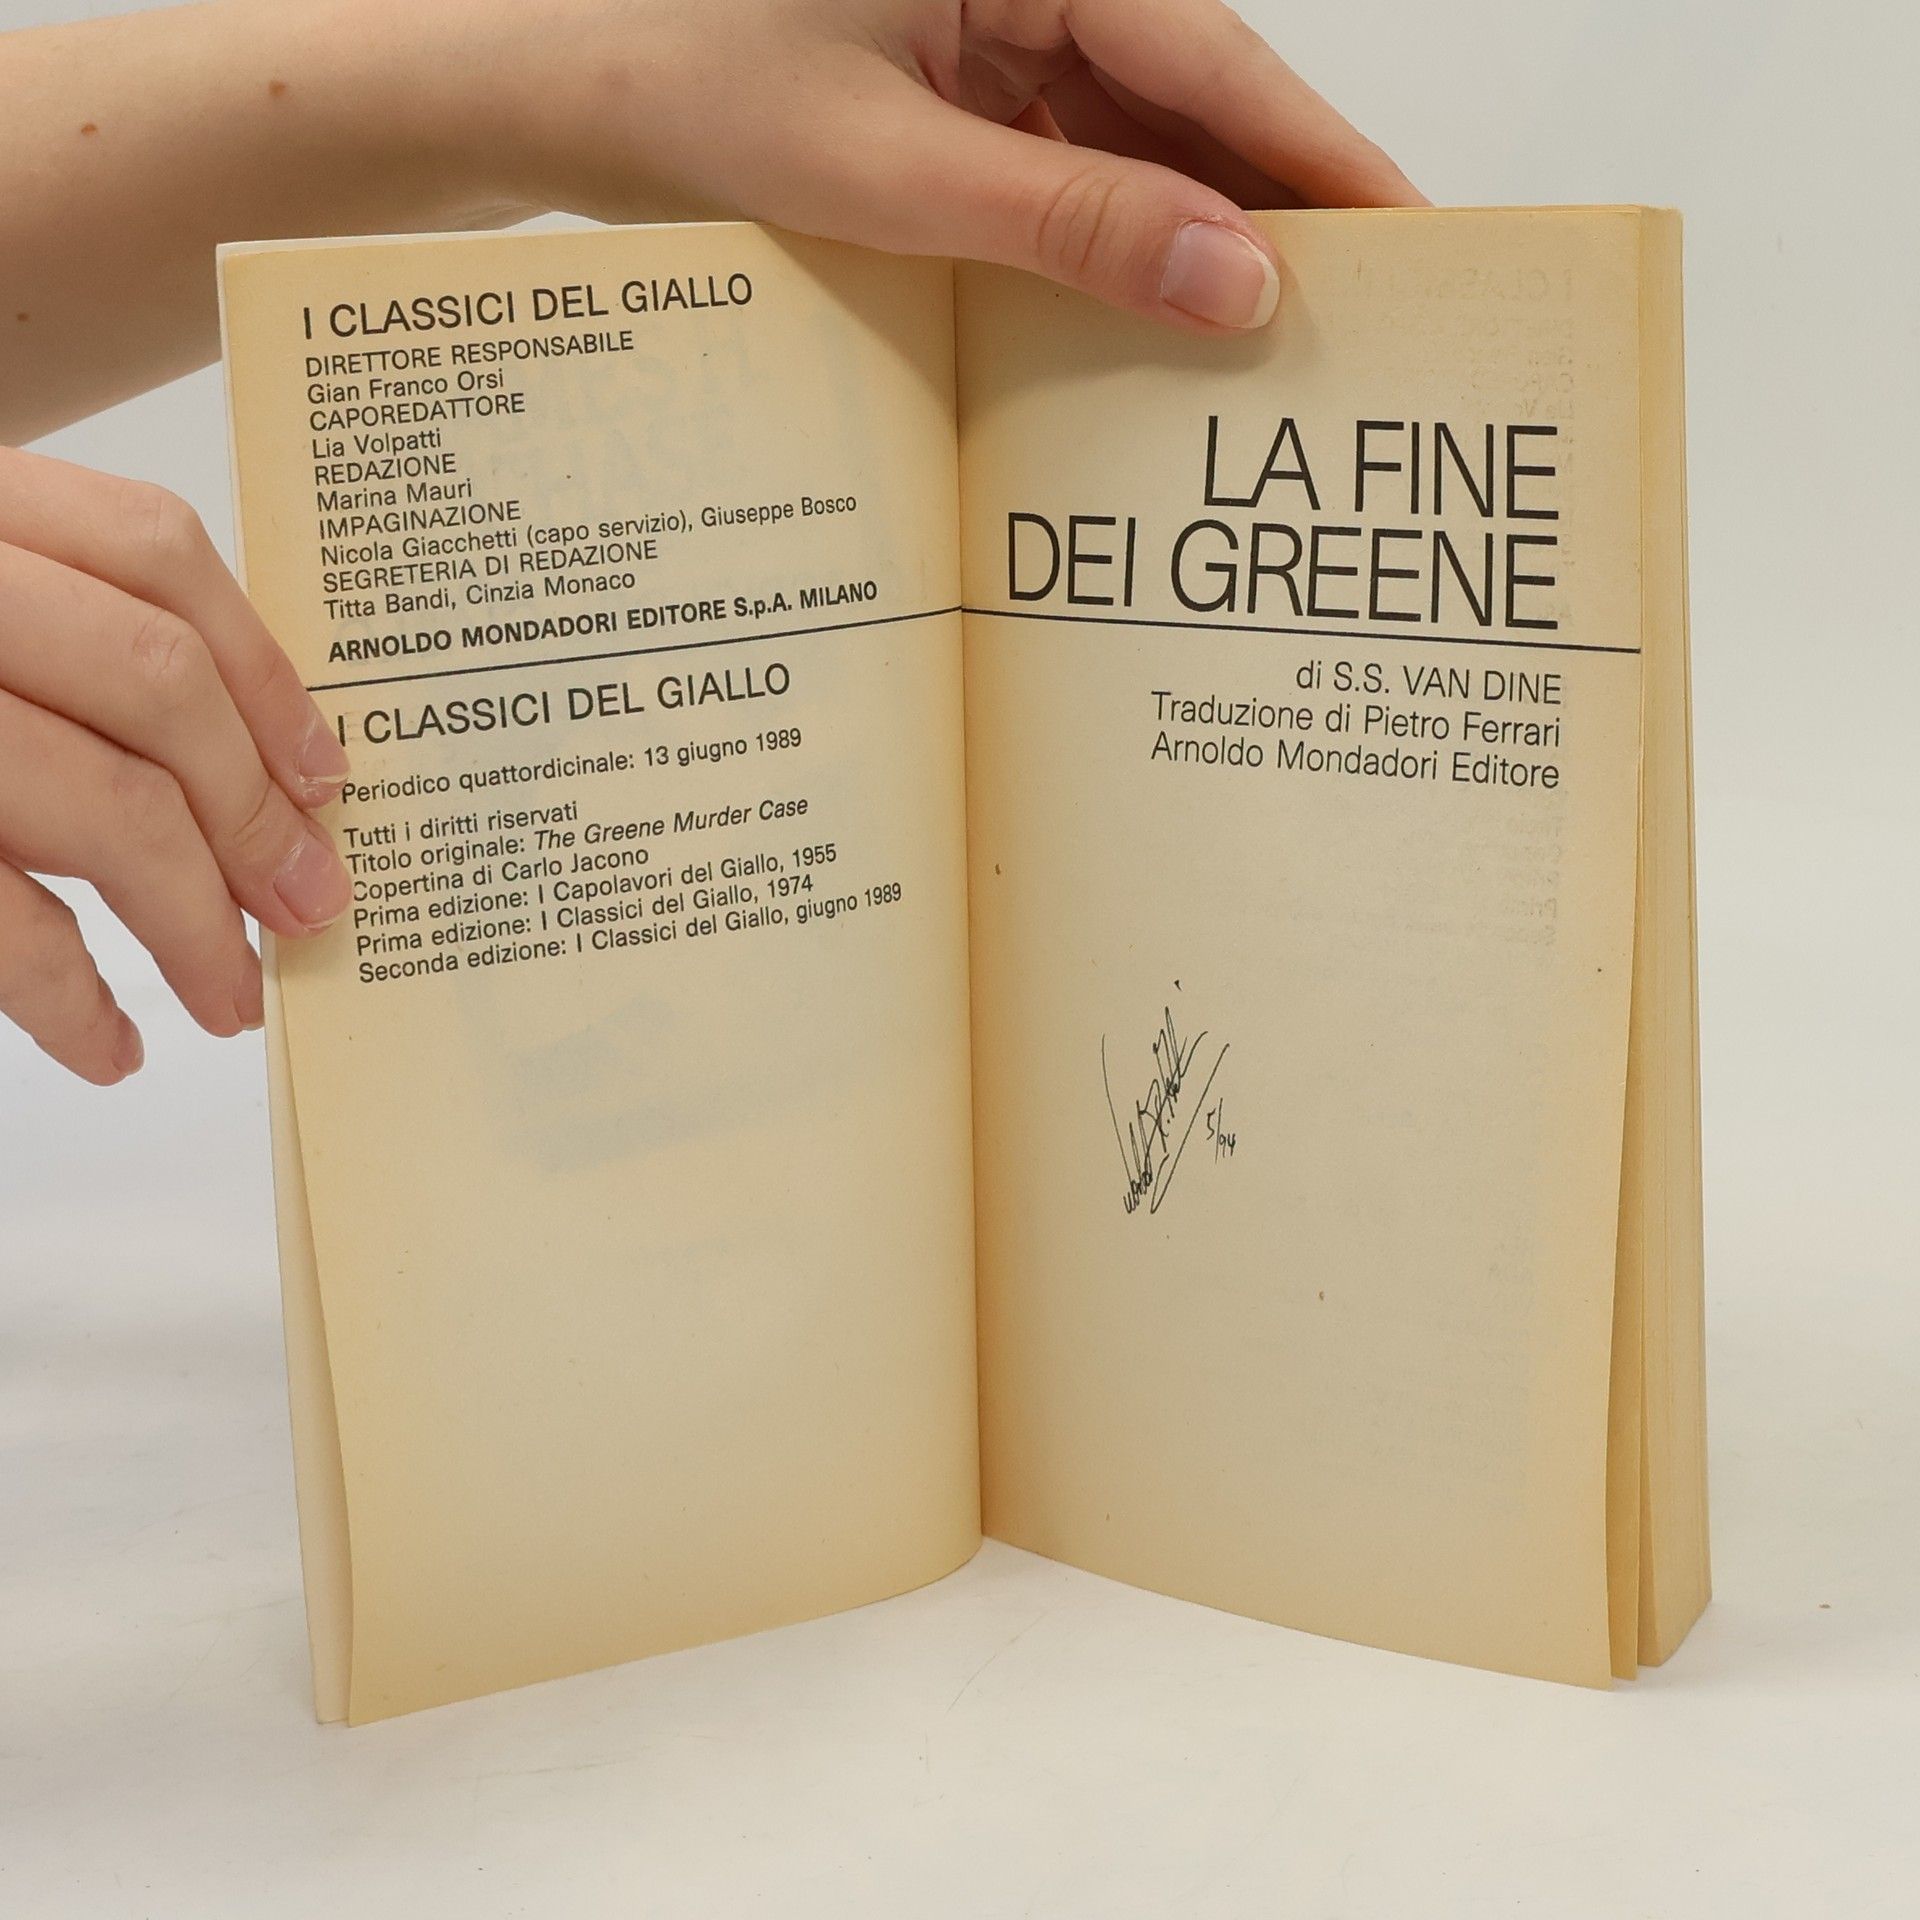 I CLASSICI DEL GIALLO
DIRETTORE RESPONSABILE
Gian Franco Orsi
CAPOREDATTORE
Lia Volpatti
REDAZIONE
Marina Mauri
IMPAGINAZIONE
Nicola Giacchetti (capo servizio), Giuseppe Bosco
SEGRETERIA DI REDAZIONE
Titta Bandi, Cinzia Monaco
ARNOLDO MONDADORI EDITORE S.p.A. MILANO
I CLASSICI DEL GIALLO
Periodico quattordicinale: 13 giugno 1989
Tutti i diritti riservati
Titolo originale: The Greene Murder Case
Copertina di Carlo Jacono
Prima edizione: I Capolavori del Giallo, 1955
Prima edizione: I Classici del Giallo, 1974
Seconda edizione: I Classici del Giallo, giugno 1989
LA FINE
DEI GREENE
di S.S. VAN DINE
Traduzione di Pietro Ferrari
Arnoldo Mondadori Editore
5/94